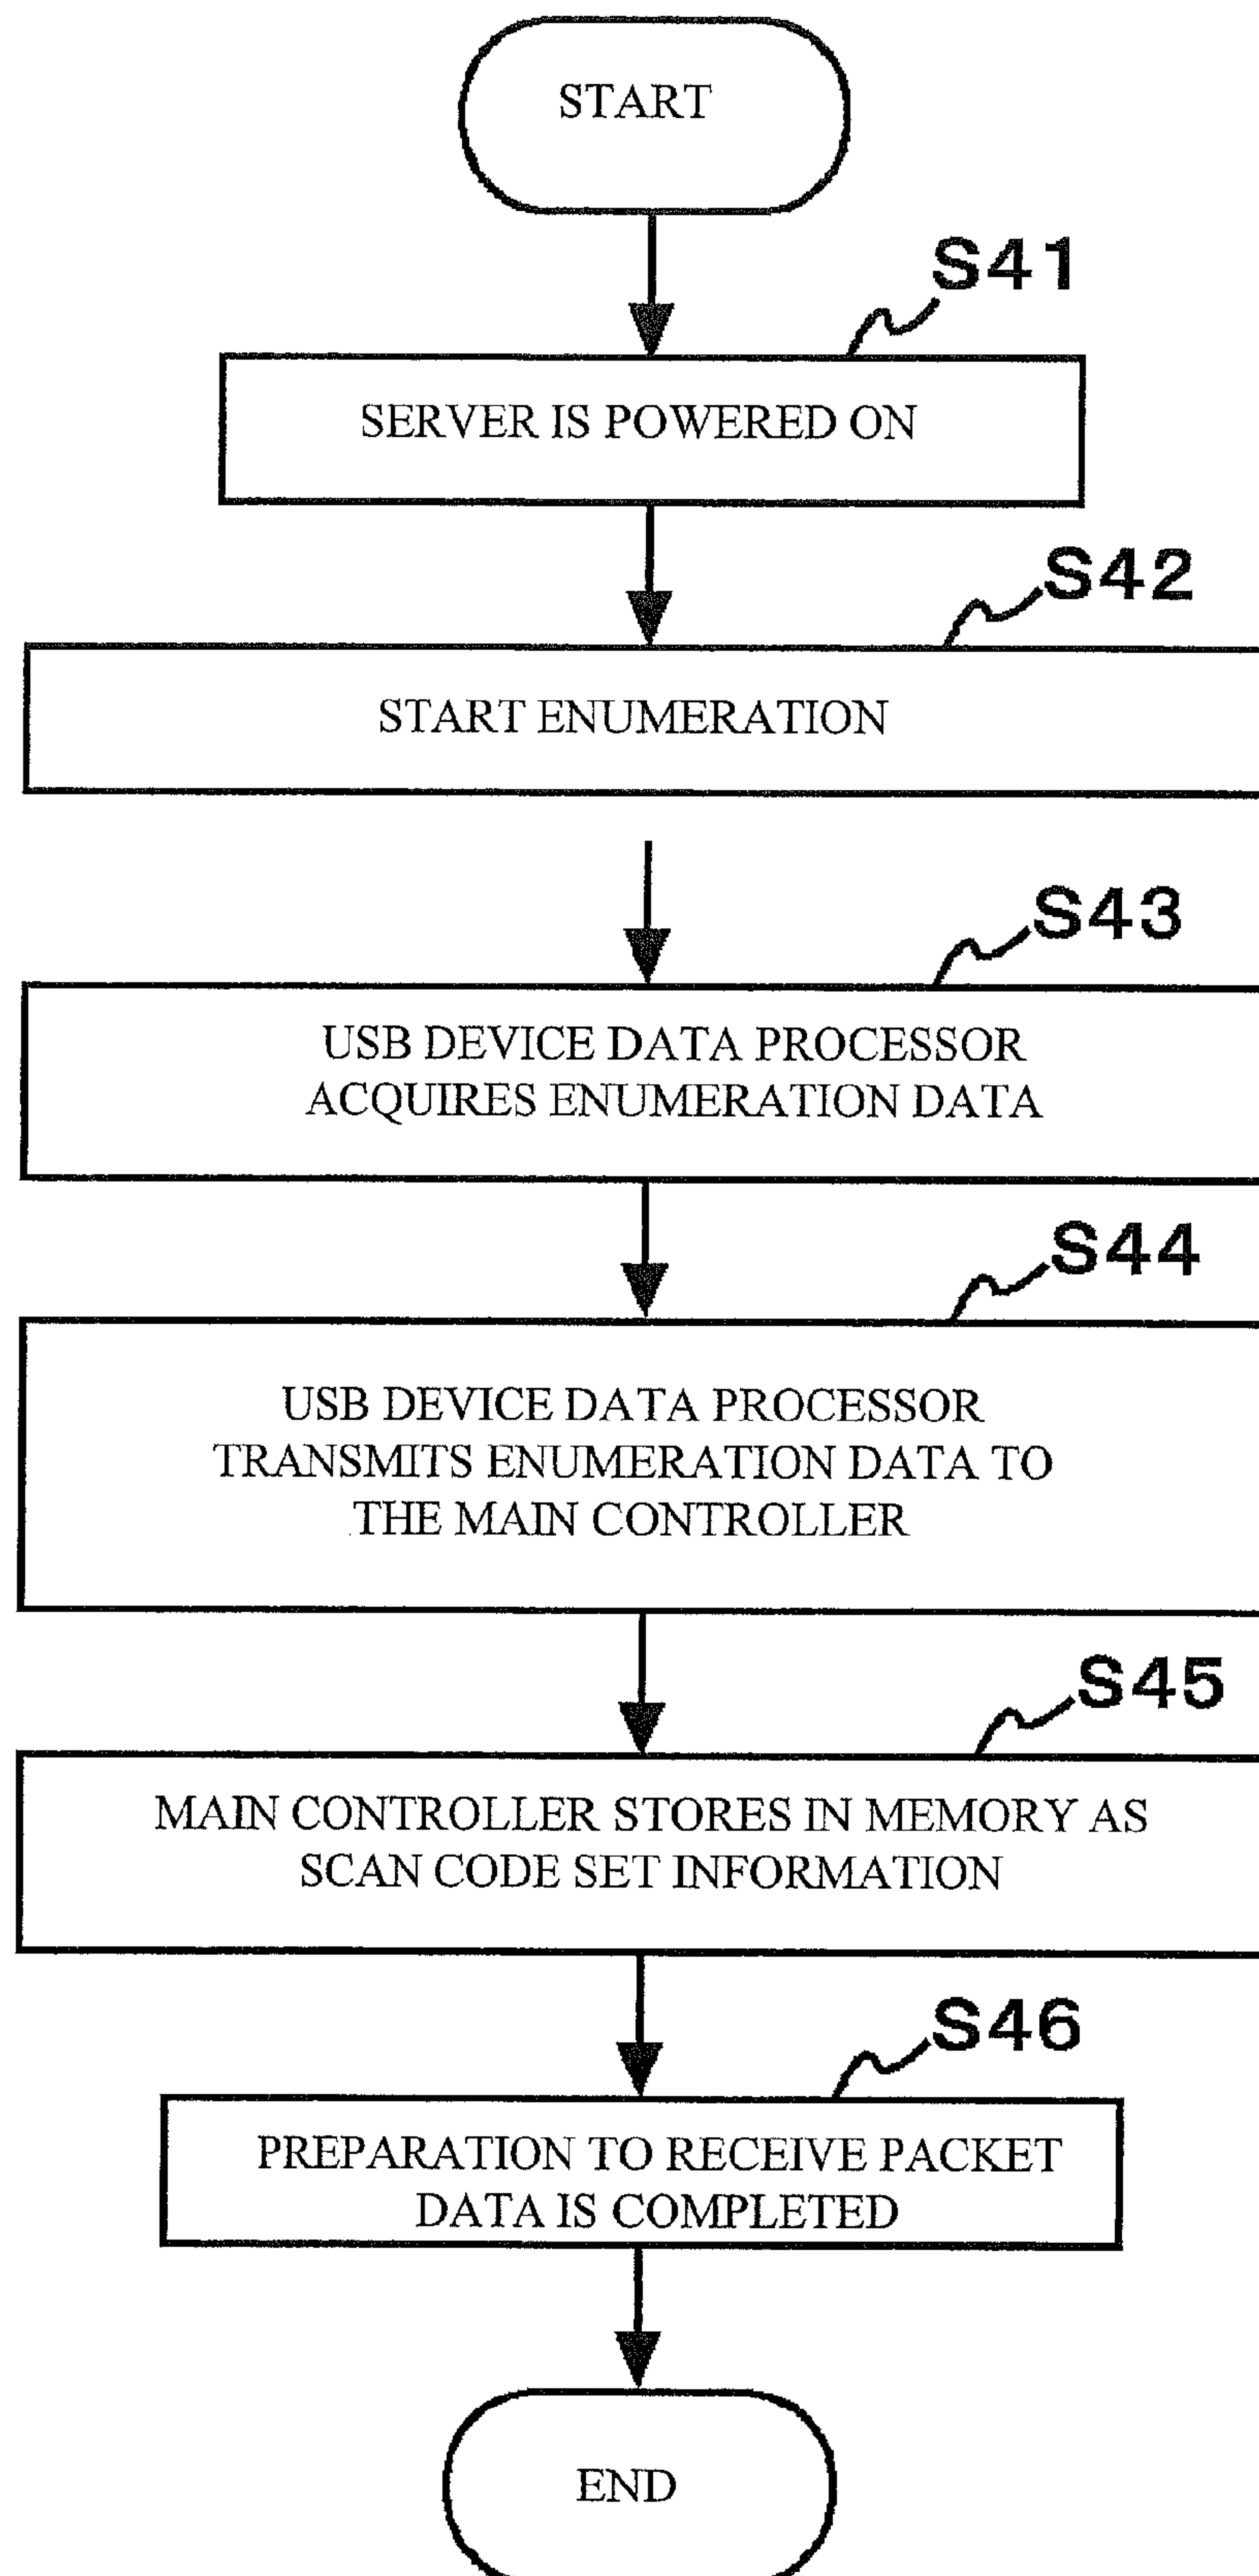 START
S41
SERVER IS POWERED ON
S42
START ENUMERATION
S43
USB DEVICE DATA PROCESSOR
ACQUIRES ENUMERATION DATA
S44
USB DEVICE DATA PROCESSOR
TRANSMITS ENUMERATION DATA TO
THE MAIN CONTROLLER
S45
MAIN CONTROLLER STORES IN MEMORY AS
SCAN CODE SET INFORMATION
S46
PREPARATION TO RECEIVE PACKET
DATA IS COMPLETED
END